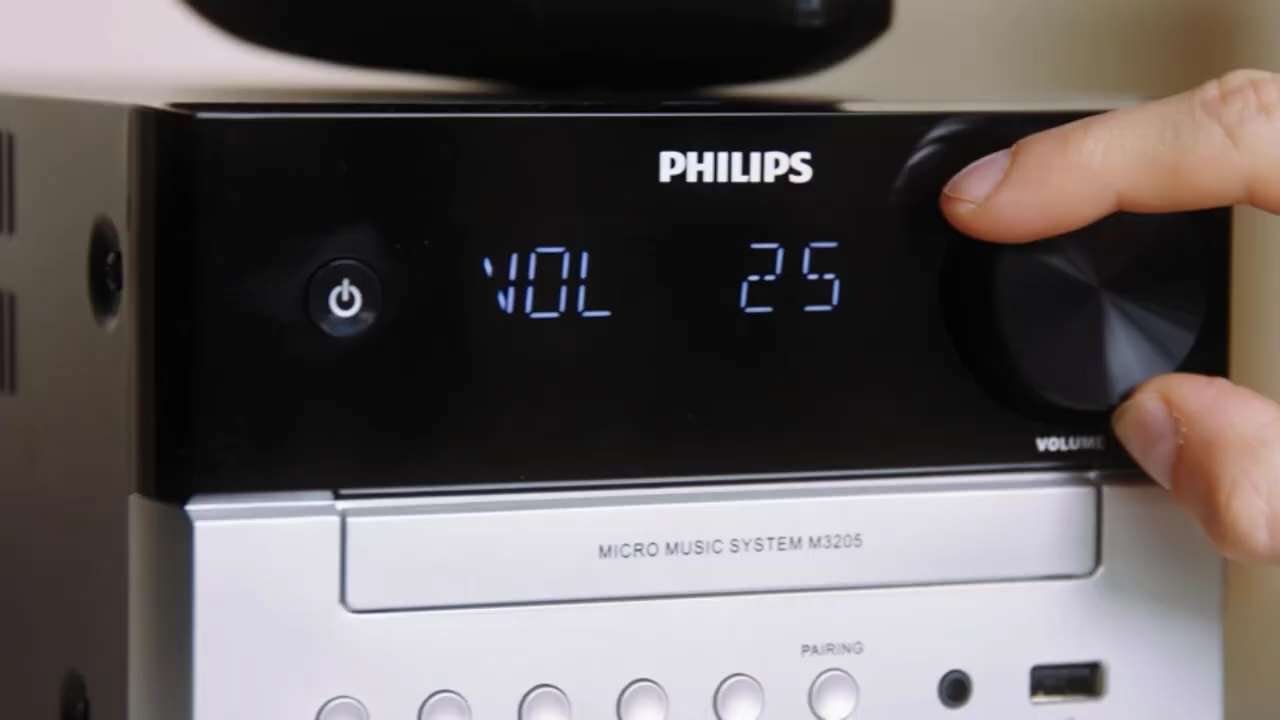 PHILIPS
VOL 25
VOLUME
MICRO MUSIC SYSTEM M3205
PAIRING